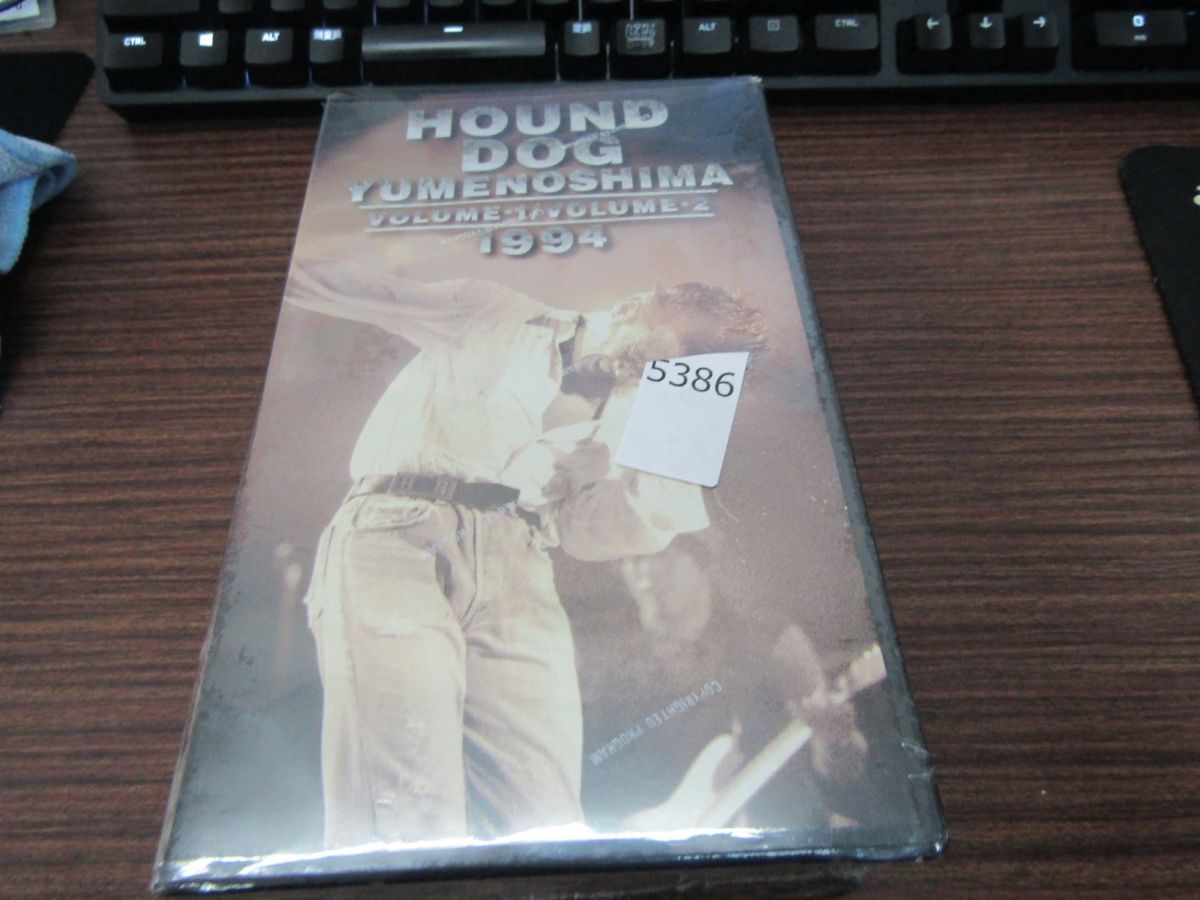 CTRL
ALT
ALT
CTRL
HOUND
DOG
YUMENOSHIMA
VOLUME-1/VOLUME-2
1994
5386
COPYRIGHTED PROGRAM